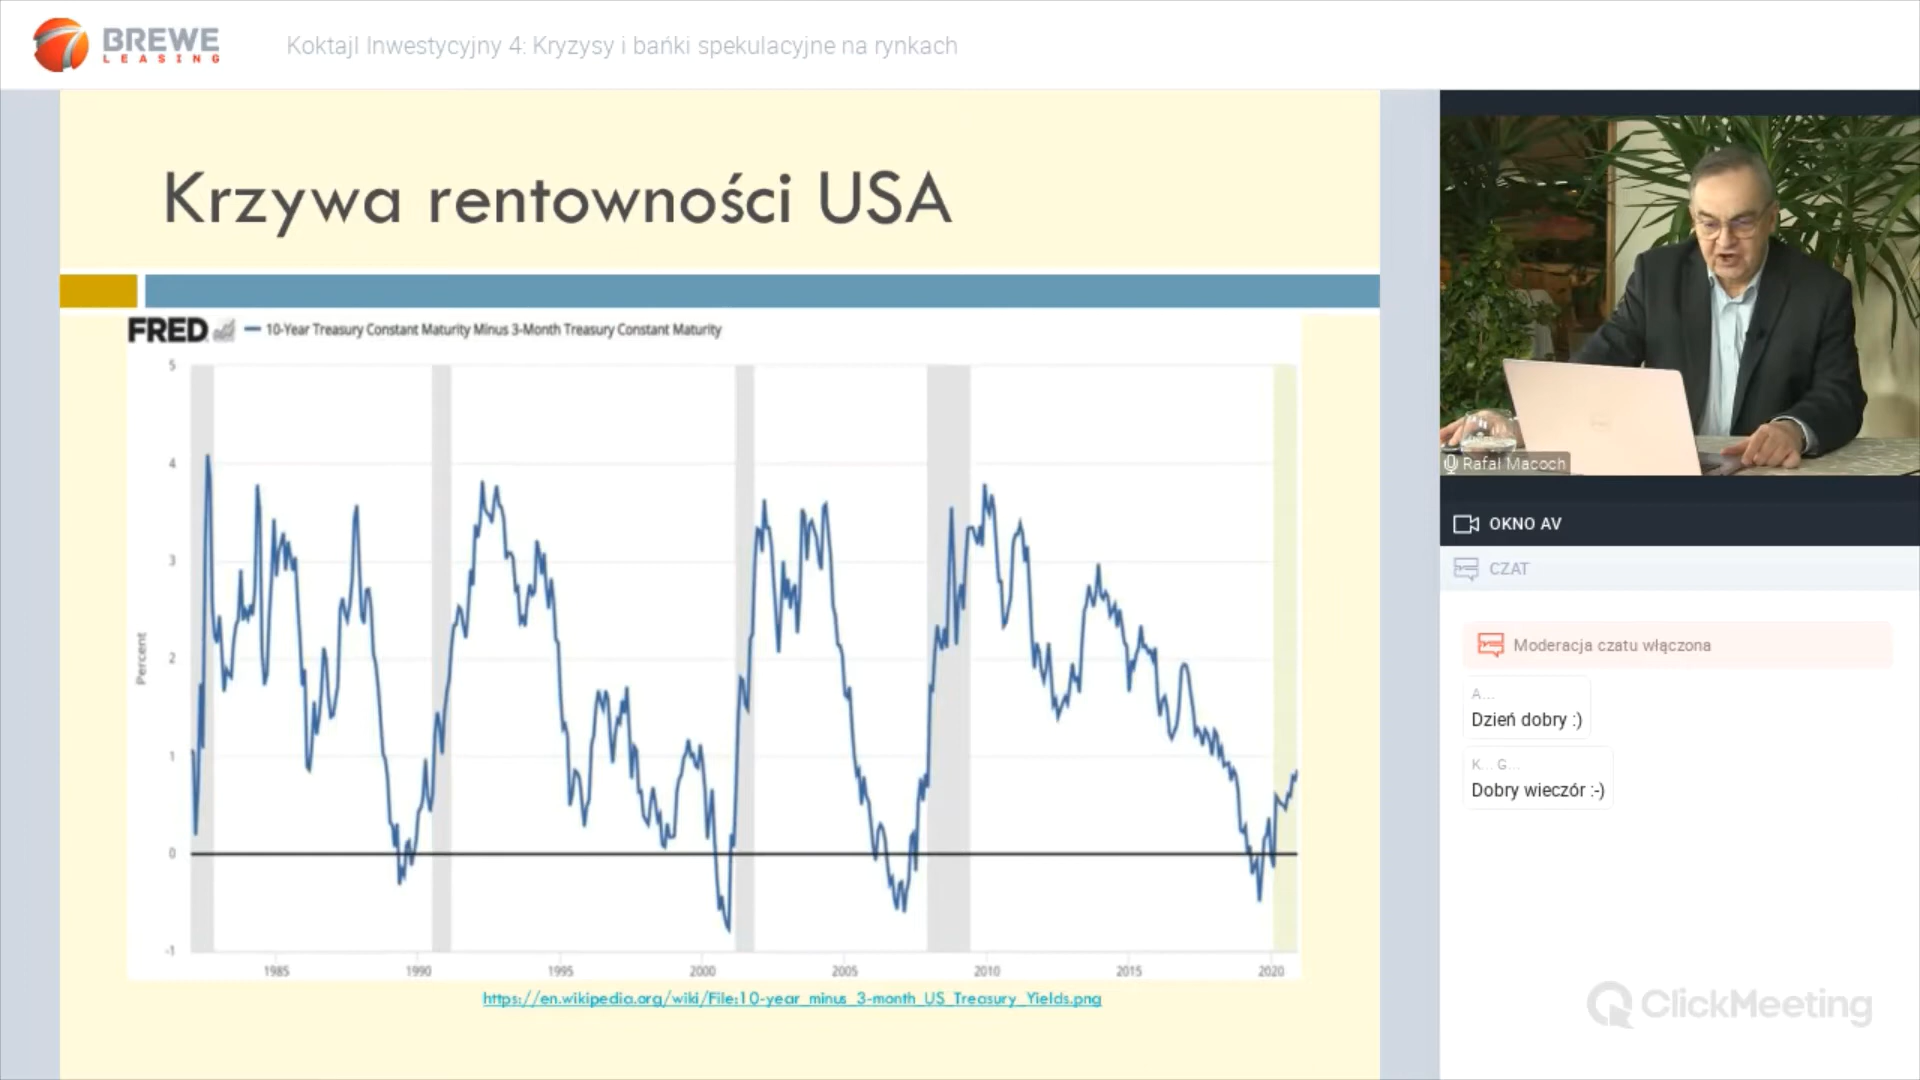 BREWE
LEASING
Koktajl Inwestycyjny 4: Kryzysy i bańki spekulacyjne na rynkach
Krzywa rentowności USA
FRED
10-Year Treasury Constant Maturity Minus 3-Month Treasury Constant Maturity
5
4
3
2
1
0
-1
Percent
1985 1990 1995 2000 2005 2010 2015 2020
https://en.wikipedia.org/wiki/File:10-year_minus_3-month_US_Treasury_Yields.png
Rafal Macoch
OKNO AV
CZAT
Moderacja czatu włączona
A...
Dzień dobry :)
K... G...
Dobry wieczór :-)
ClickMeeting